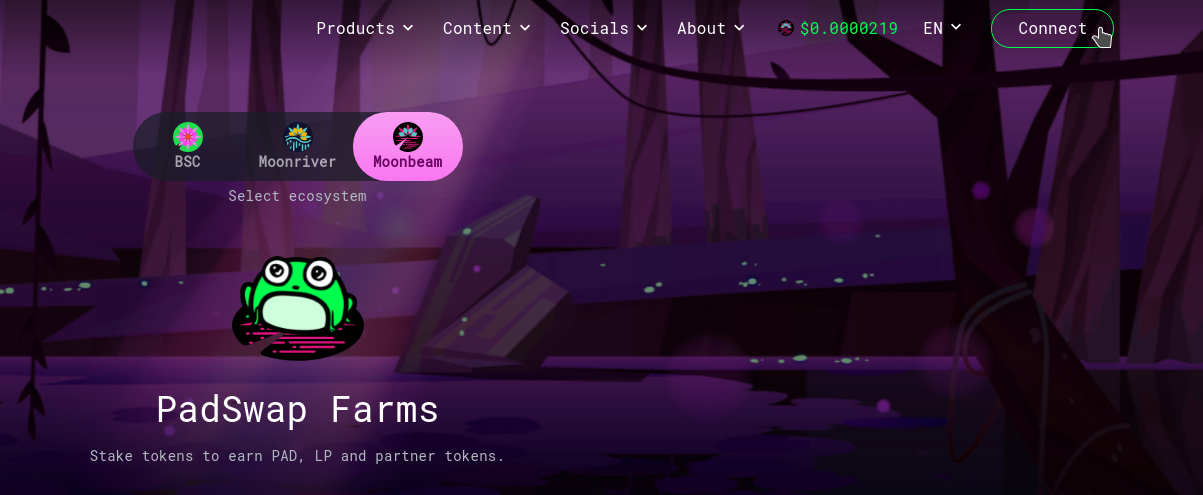 Products Content Socials About $0.0000219 EN Connect
BSC Moonriver Moonbeam
Select ecosystem
PadSwap Farms
Stake tokens to earn PAD, LP and partner tokens.